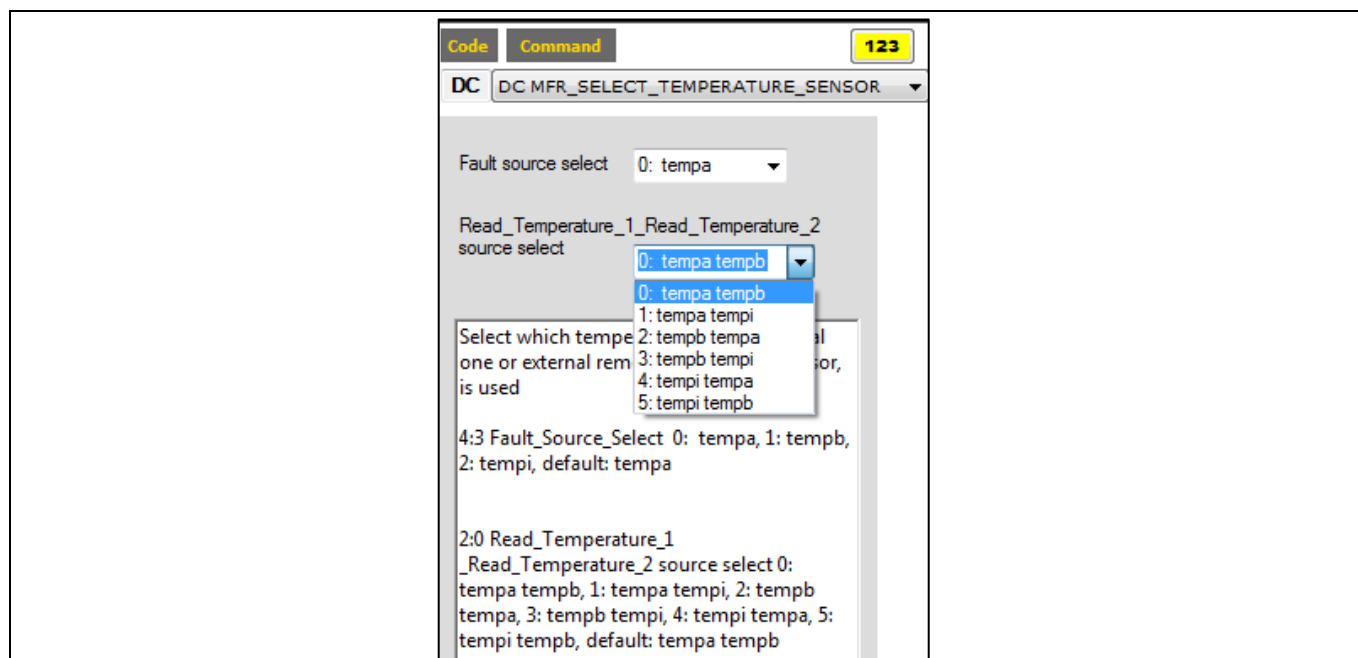 Code Command 123
DC DC MFR_SELECT_TEMPERATURE_SENSOR
Fault source select 0: tempa
Read_Temperature_1_Read_Temperature_2
source select
0: tempa tempb
0: tempa tempb
1: tempa tempi
2: tempb tempa
3: tempb tempi
4: tempi tempa
5: tempi tempb
Select which
one or external
is used
4:3 Fault_Source_Select 0: tempa, 1: tempb,
2: tempi, default: tempa
2:0 Read_Temperature_1
_Read_Temperature_2 source select 0:
tempa tempb, 1: tempa tempi, 2: tempb
tempa, 3: tempb tempi, 4: tempi tempa, 5:
tempi tempb, default: tempa tempb